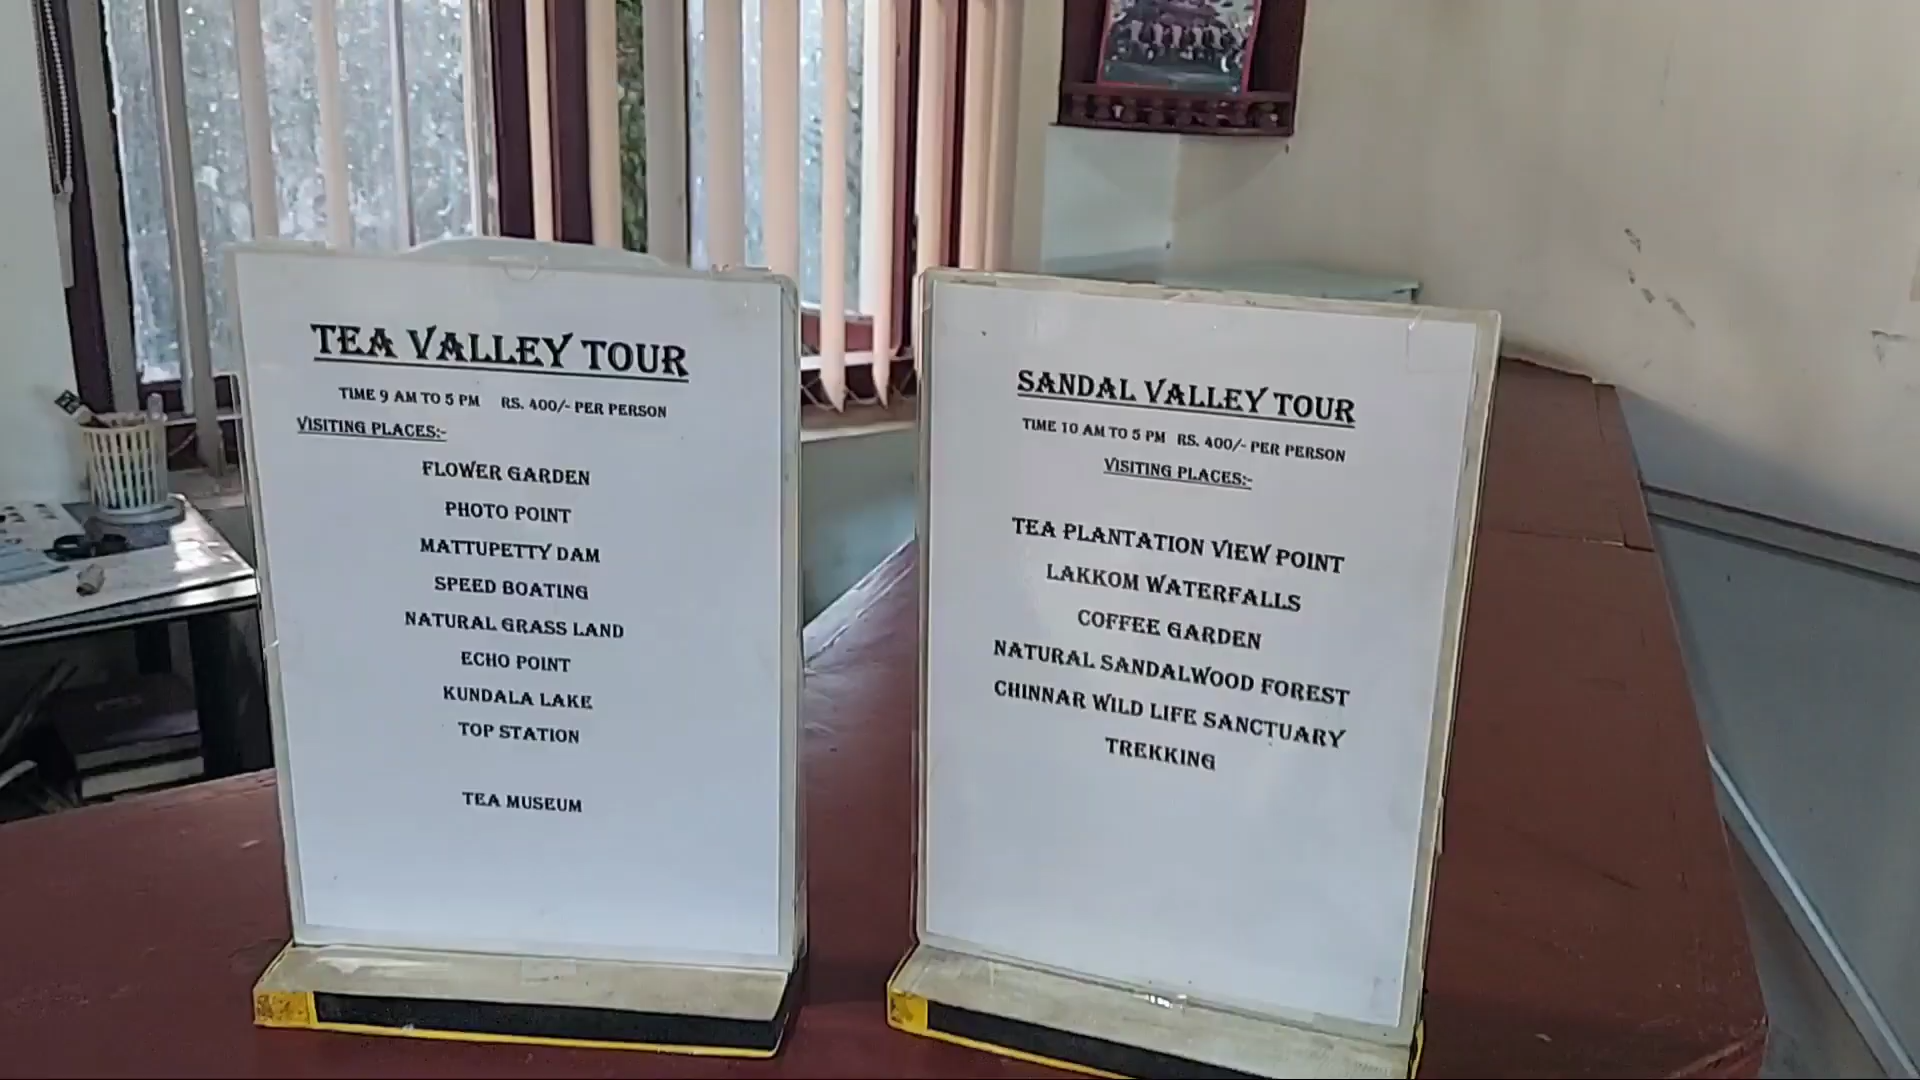 TEA VALLEY TOUR
TIME 9 AM TO 5 PM RS. 400/- PER PERSON
VISITING PLACES:-
FLOWER GARDEN
PHOTO POINT
MATTUPETTY DAM
SPEED BOATING
NATURAL GRASS LAND
ECHO POINT
KUNDALA LAKE
TOP STATION
TEA MUSEUM
SANDAL VALLEY TOUR
TIME 10 AM TO 5 PM RS. 400/- PER PERSON
VISITING PLACES:-
TEA PLANTATION VIEW POINT
LAKKOM WATERFALLS
COFFEE GARDEN
NATURAL SANDALWOOD FOREST
CHINNAR WILD LIFE SANCTUARY
TREKKING